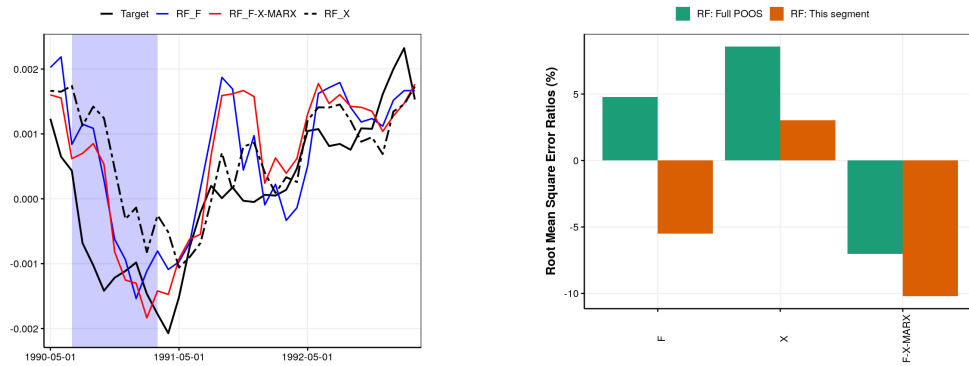 Target RF_F RF_F-X-MARX RF_X
0.002
0.001
0.000
-0.001
-0.002
1990-05-01 1991-05-01 1992-05-01
RF: Full POOS RF: This segment
Root Mean Square Error Ratios (%)
5
0
-5
-10
F X F-X-MARX